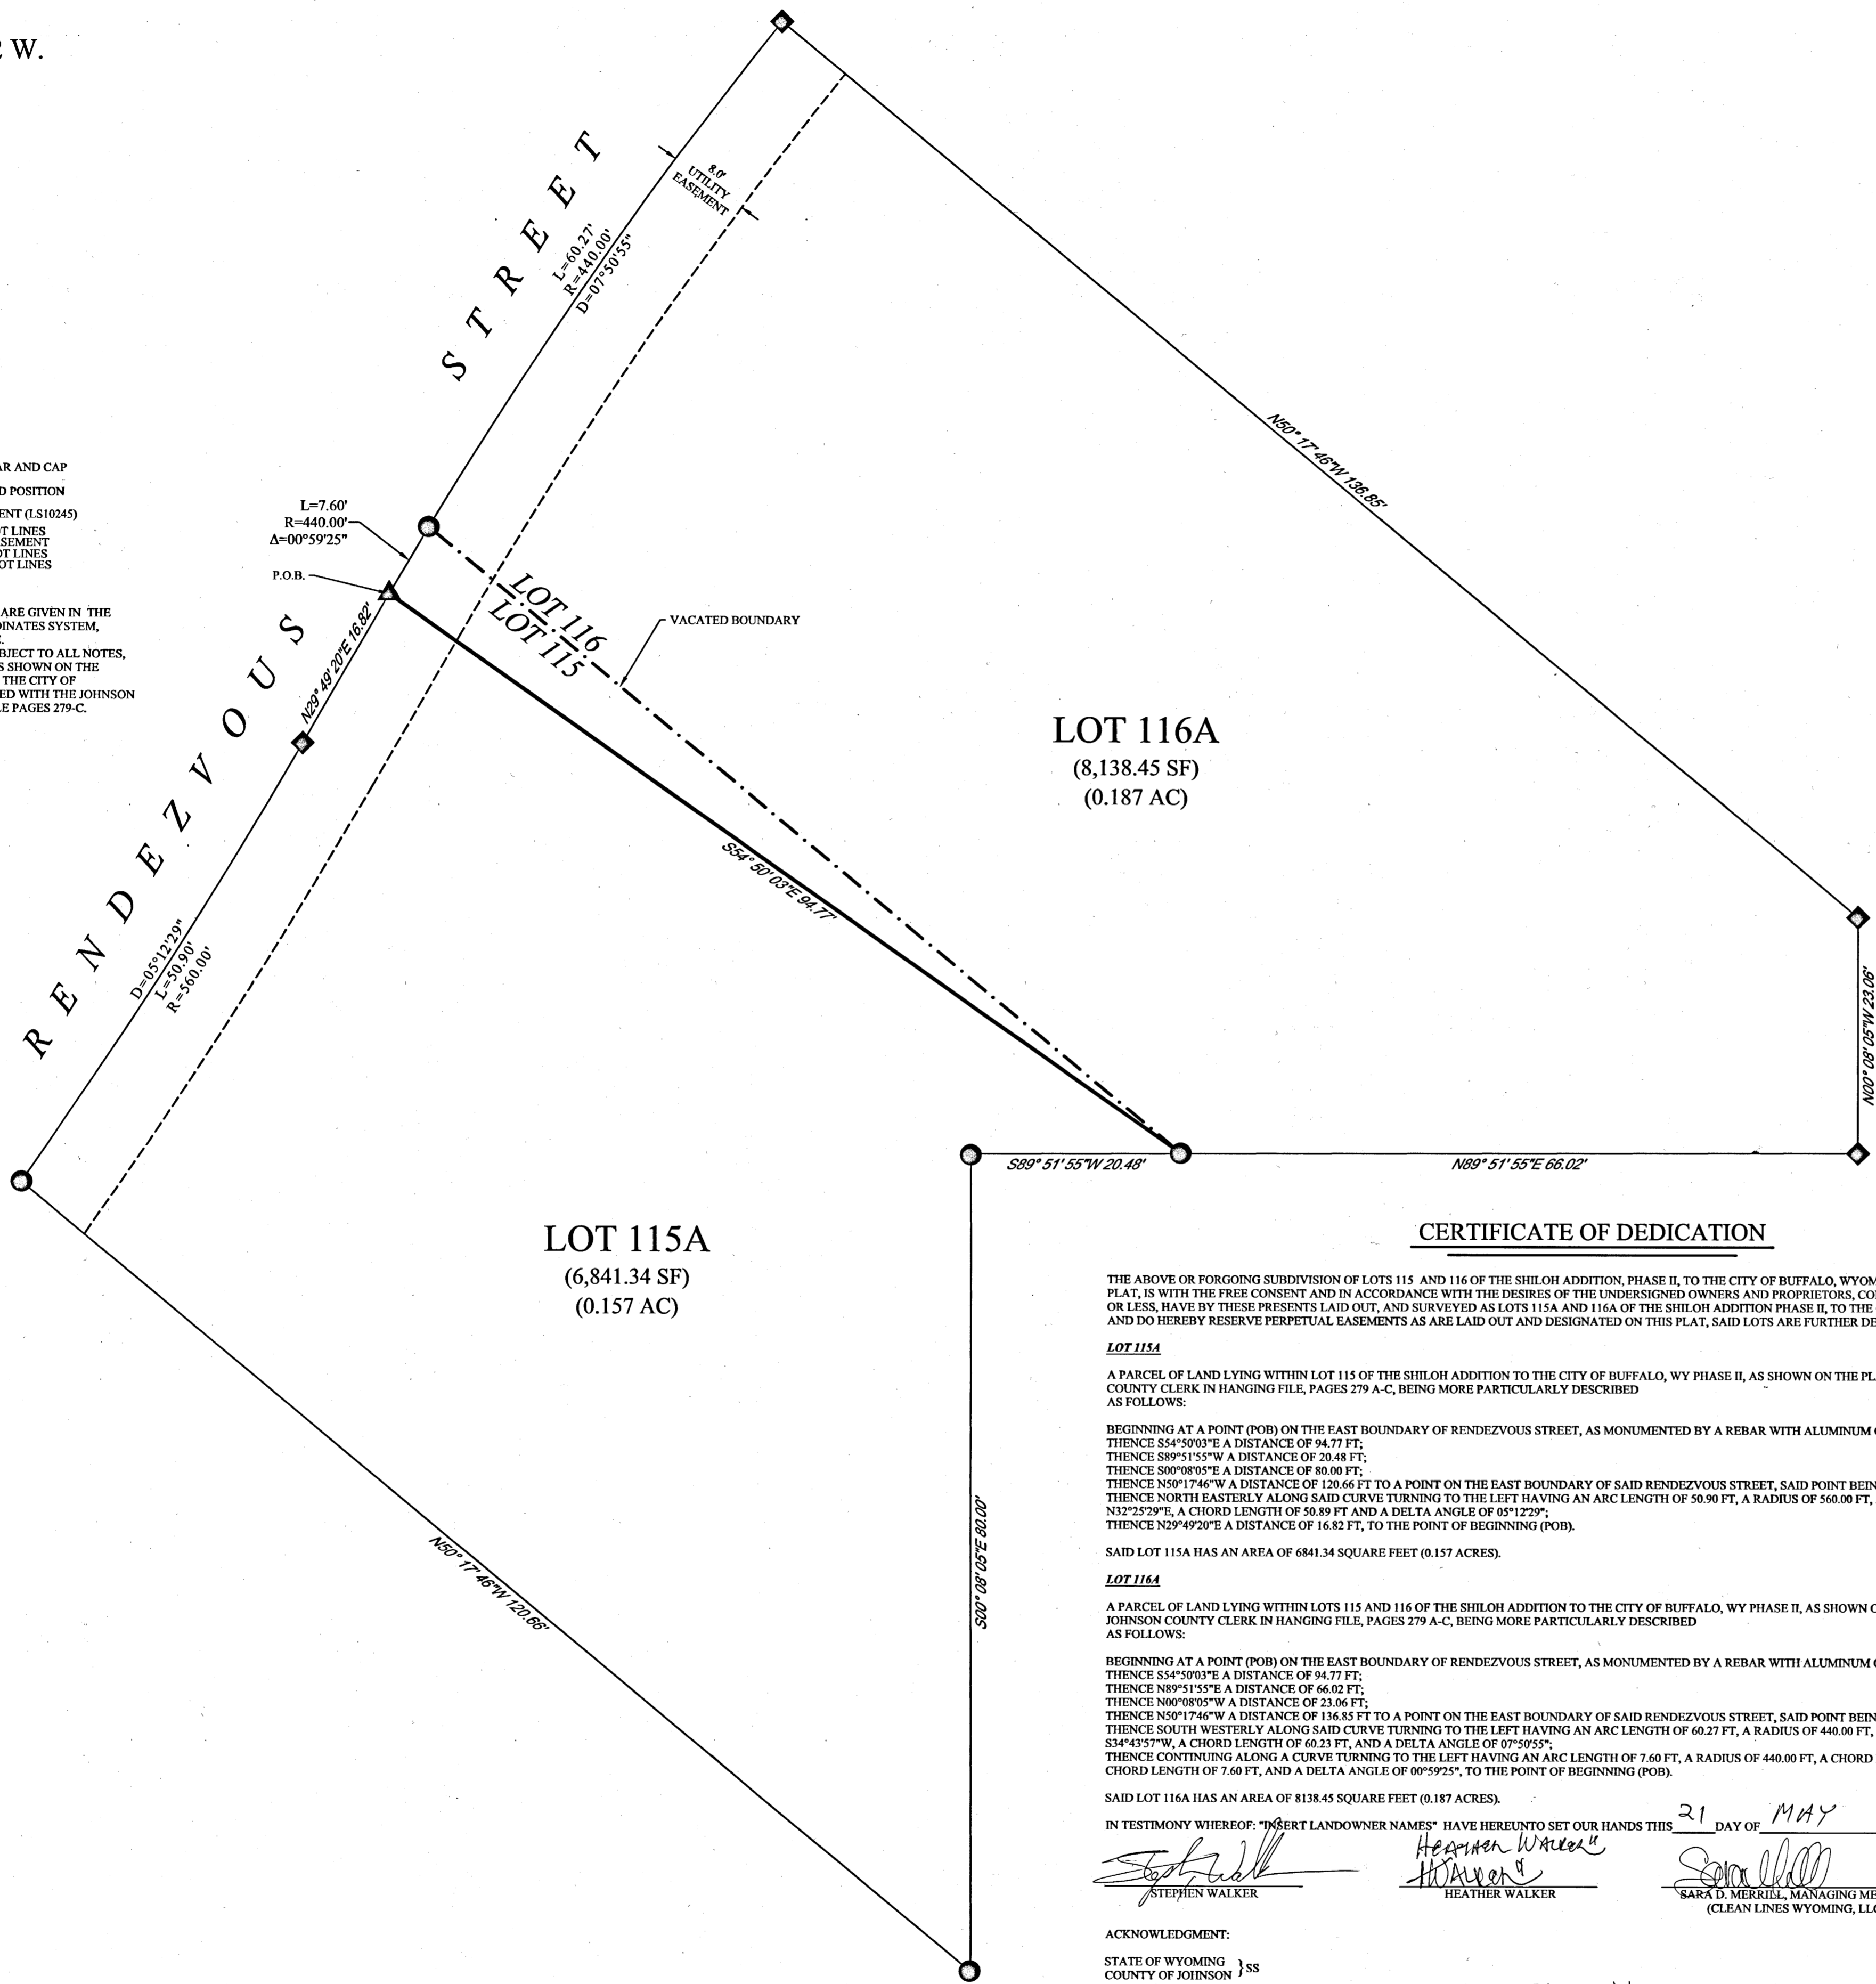 W.
AR AND CAP
D POSITION
ENT (LS10245)
OT LINES
SEMENT
OT LINES
OT LINES
ARE GIVEN IN THE
DINATES SYSTEM,
BJECT TO ALL NOTES,
S SHOWN ON THE
THE CITY OF
ED WITH THE JOHNSON
E PAGES 279-C.
RENDEZVOUS STREET
8.0'
UTILITY
EASEMENT
L=60.27'
R=440.00'
D=07°50'55"
L=7.60'
R=440.00'
Δ=00°59'25"
P.O.B.
N29° 49' 20"E 16.82'
D=05°12'29"
L=50.90'
R=560.00'
LOT 116
LOT 115
VACATED BOUNDARY
N50° 17' 46"W 136.85'
LOT 116A
(8,138.45 SF)
(0.187 AC)
S54° 50' 03"E 94.77'
N00° 08' 05"W 23.06'
S89° 51' 55"W 20.48'
N89° 51' 55"E 66.02'
LOT 115A
(6,841.34 SF)
(0.157 AC)
S00° 08' 05"E 80.00'
N50° 17' 46"W 120.66'
CERTIFICATE OF DEDICATION
THE ABOVE OR FORGOING SUBDIVISION OF LOTS 115 AND 116 OF THE SHILOH ADDITION, PHASE II, TO THE CITY OF BUFFALO, WYOM
PLAT, IS WITH THE FREE CONSENT AND IN ACCORDANCE WITH THE DESIRES OF THE UNDERSIGNED OWNERS AND PROPRIETORS, CO
OR LESS, HAVE BY THESE PRESENTS LAID OUT, AND SURVEYED AS LOTS 115A AND 116A OF THE SHILOH ADDITION PHASE II, TO THE
AND DO HEREBY RESERVE PERPETUAL EASEMENTS AS ARE LAID OUT AND DESIGNATED ON THIS PLAT, SAID LOTS ARE FURTHER DE
LOT 115A
A PARCEL OF LAND LYING WITHIN LOT 115 OF THE SHILOH ADDITION TO THE CITY OF BUFFALO, WY PHASE II, AS SHOWN ON THE PL
COUNTY CLERK IN HANGING FILE, PAGES 279 A-C, BEING MORE PARTICULARLY DESCRIBED
AS FOLLOWS:
BEGINNING AT A POINT (POB) ON THE EAST BOUNDARY OF RENDEZVOUS STREET, AS MONUMENTED BY A REBAR WITH ALUMINUM
THENCE S54°50'03"E A DISTANCE OF 94.77 FT;
THENCE S89°51'55"W A DISTANCE OF 20.48 FT;
THENCE S00°08'05"E A DISTANCE OF 80.00 FT;
THENCE N50°17'46"W A DISTANCE OF 120.66 FT TO A POINT ON THE EAST BOUNDARY OF SAID RENDEZVOUS STREET, SAID POINT BEIN
THENCE NORTH EASTERLY ALONG SAID CURVE TURNING TO THE LEFT HAVING AN ARC LENGTH OF 50.90 FT, A RADIUS OF 560.00 FT,
N32°25'29"E, A CHORD LENGTH OF 50.89 FT AND A DELTA ANGLE OF 05°12'29";
THENCE N29°49'20"E A DISTANCE OF 16.82 FT, TO THE POINT OF BEGINNING (POB).
SAID LOT 115A HAS AN AREA OF 6841.34 SQUARE FEET (0.157 ACRES).
LOT 116A
A PARCEL OF LAND LYING WITHIN LOTS 115 AND 116 OF THE SHILOH ADDITION TO THE CITY OF BUFFALO, WY PHASE II, AS SHOWN O
JOHNSON COUNTY CLERK IN HANGING FILE, PAGES 279 A-C, BEING MORE PARTICULARLY DESCRIBED
AS FOLLOWS:
BEGINNING AT A POINT (POB) ON THE EAST BOUNDARY OF RENDEZVOUS STREET, AS MONUMENTED BY A REBAR WITH ALUMINUM
THENCE S54°50'03"E A DISTANCE OF 94.77 FT;
THENCE N89°51'55"E A DISTANCE OF 66.02 FT;
THENCE N00°08'05"W A DISTANCE OF 23.06 FT;
THENCE N50°17'46"W A DISTANCE OF 136.85 FT TO A POINT ON THE EAST BOUNDARY OF SAID RENDEZVOUS STREET, SAID POINT BEIN
THENCE SOUTH WESTERLY ALONG SAID CURVE TURNING TO THE LEFT HAVING AN ARC LENGTH OF 60.27 FT, A RADIUS OF 440.00 FT,
S34°43'57"W, A CHORD LENGTH OF 60.23 FT, AND A DELTA ANGLE OF 07°50'55";
THENCE CONTINUING ALONG A CURVE TURNING TO THE LEFT HAVING AN ARC LENGTH OF 7.60 FT, A RADIUS OF 440.00 FT, A CHORD
CHORD LENGTH OF 7.60 FT, AND A DELTA ANGLE OF 00°59'25", TO THE POINT OF BEGINNING (POB).
SAID LOT 116A HAS AN AREA OF 8138.45 SQUARE FEET (0.187 ACRES).
IN TESTIMONY WHEREOF: "INSERT LANDOWNER NAMES" HAVE HEREUNTO SET OUR HANDS THIS 21 DAY OF MAY
HEATHER WALKER
STEPHEN WALKER
HEATHER WALKER
SARA D. MERRILL, MANAGING ME
(CLEAN LINES WYOMING, LLC
ACKNOWLEDGMENT:
STATE OF WYOMING
COUNTY OF JOHNSON } SS